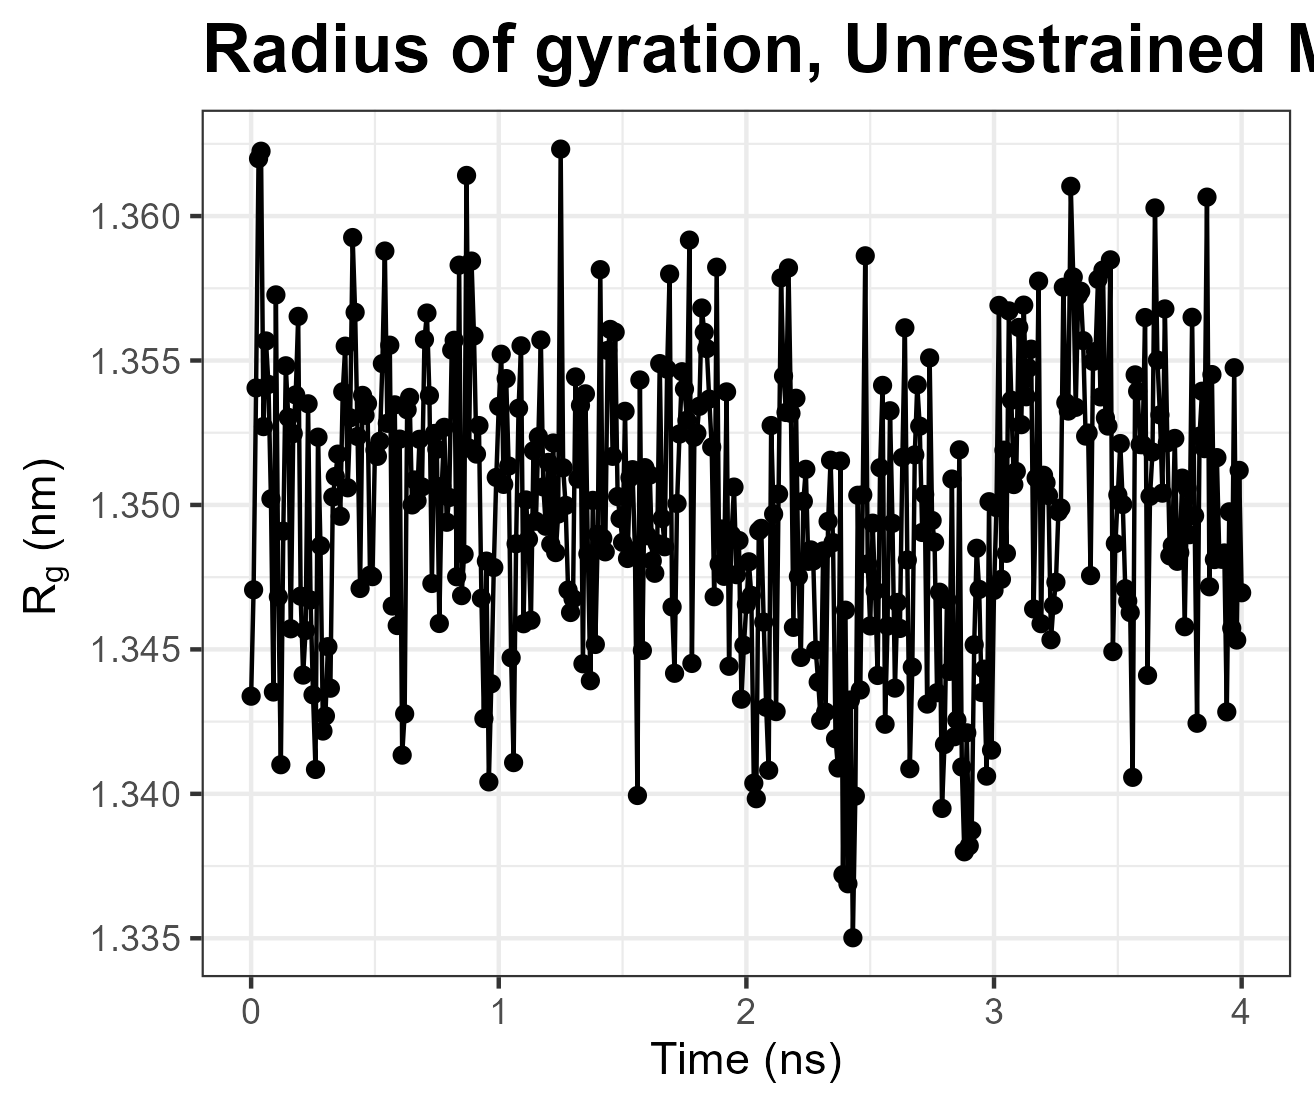 Radius of gyration, Unrestrained M
1.360
1.355
1.350
1.345
1.340
1.335
Rg (nm)
0 1 2 3 4
Time (ns)